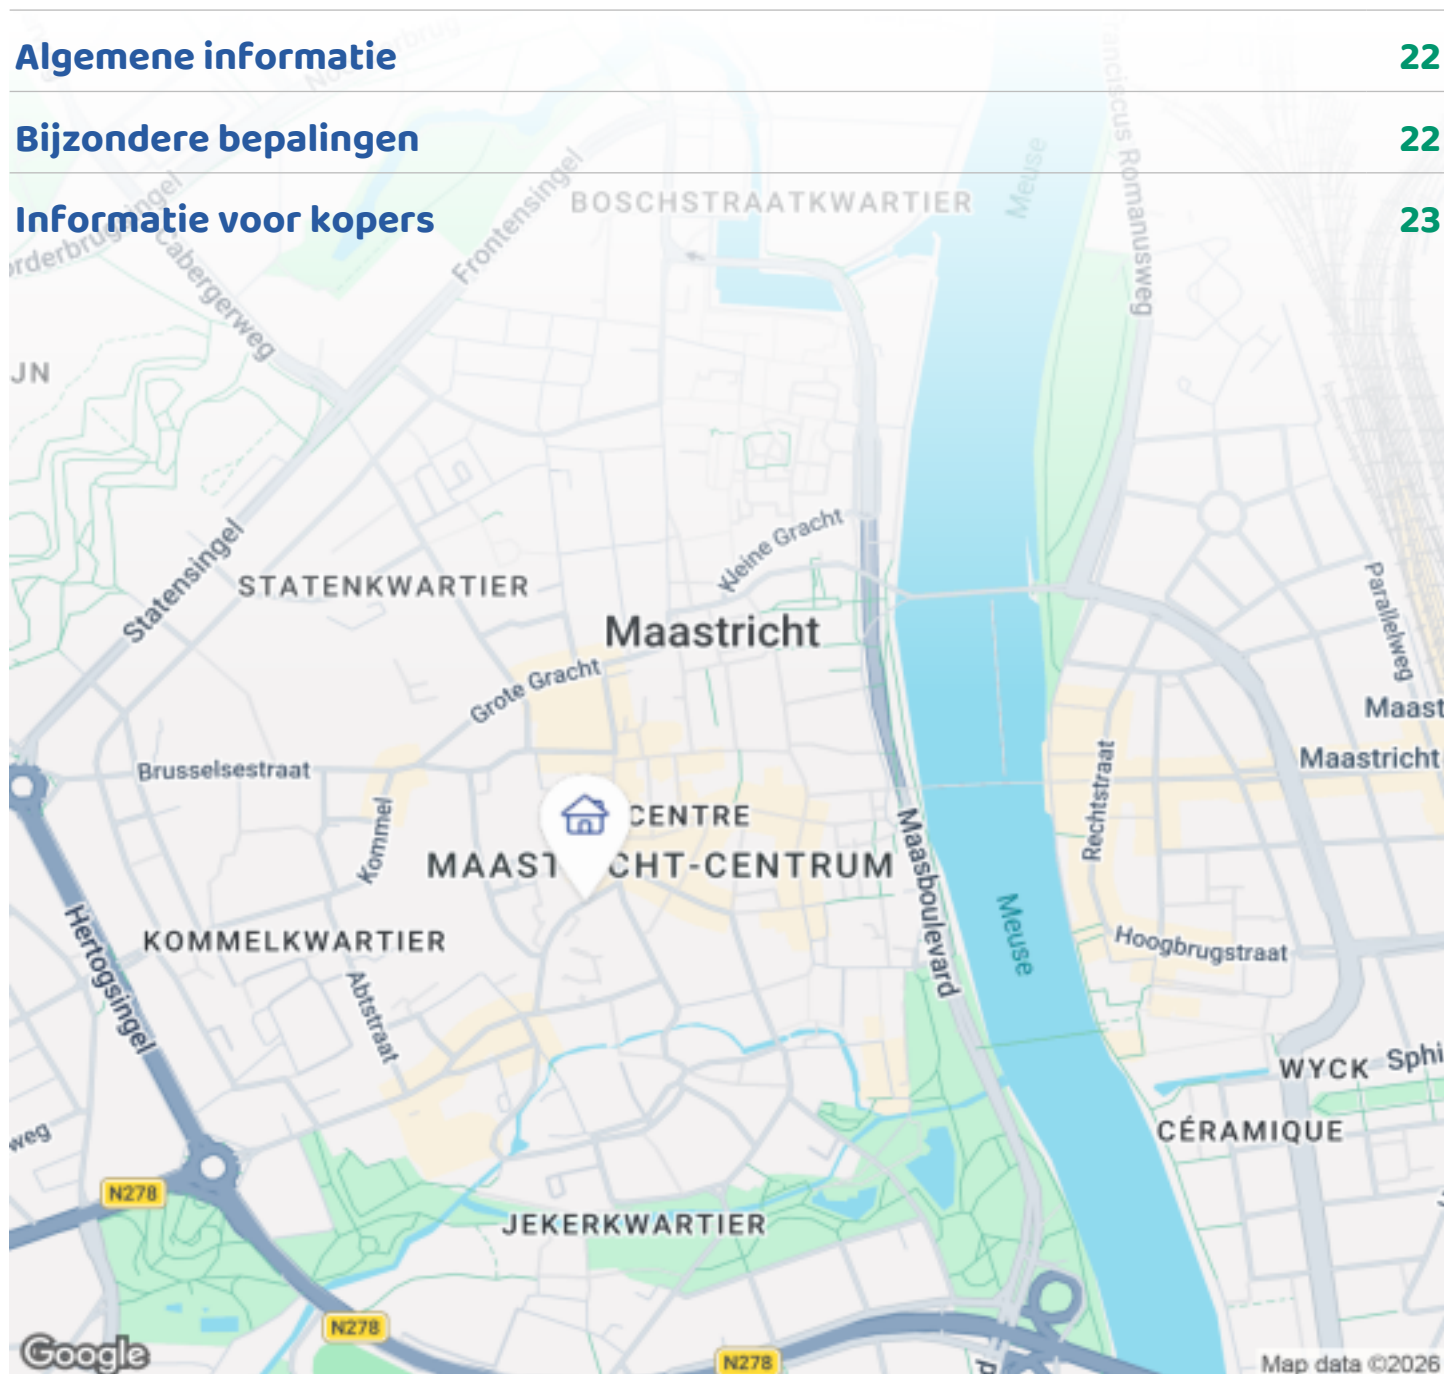 Algemene informatie 22
Bijzondere bepalingen 22
Informatie voor kopers 23
Franciscus Romanusweg
Meuse
BOSCHSTRAATKWARTIER
Frontensingel
Cabergerweg
JN
Kleine Gracht
Statensingel
STATENKWARTIER
Parallelweg
Maastricht
Grote Gracht
Maast
Maastricht
Brusselsestraat
Rechtstraat
Kommel
CENTRE
Maasboulevard
MAAST CHT-CENTRUM
Meuse
Hertogsingel
KOMMELKWARTIER
Hoogbrugstraat
Abtstraat
WYCK
Sphi
weg
CÉRAMIQUE
N278
JEKERKWARTIER
N278
N278
Google
Map data ©2026